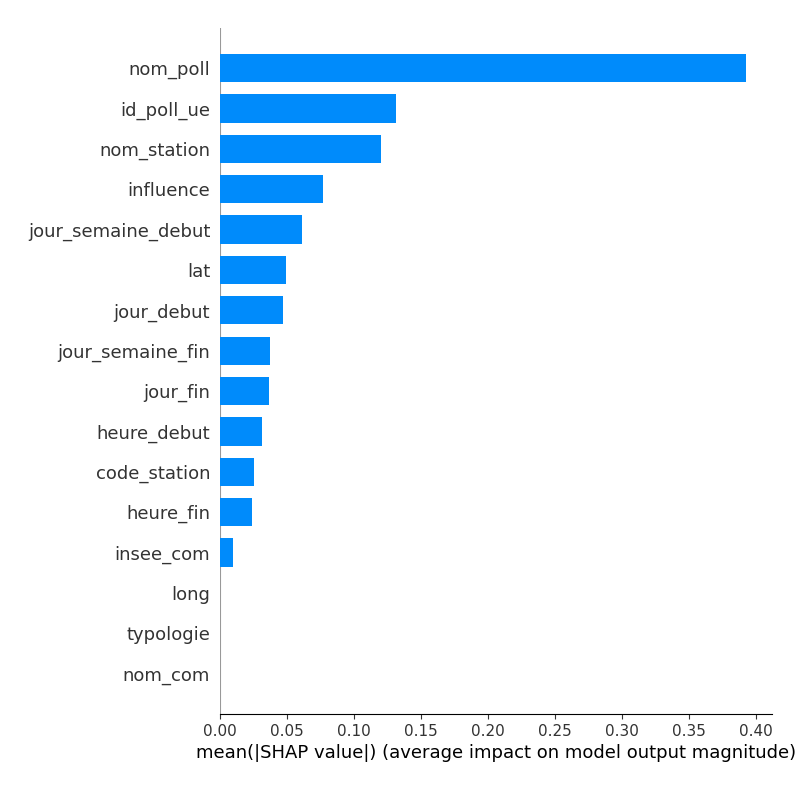 nom_poll
id_poll_ue
nom_station
influence
jour_semaine_debut
lat
jour_debut
jour_semaine_fin
jour_fin
heure_debut
code_station
heure_fin
insee_com
long
typologie
nom_com
0.00 0.05 0.10 0.15 0.20 0.25 0.30 0.35 0.40
mean(|SHAP value|) (average impact on model output magnitude)